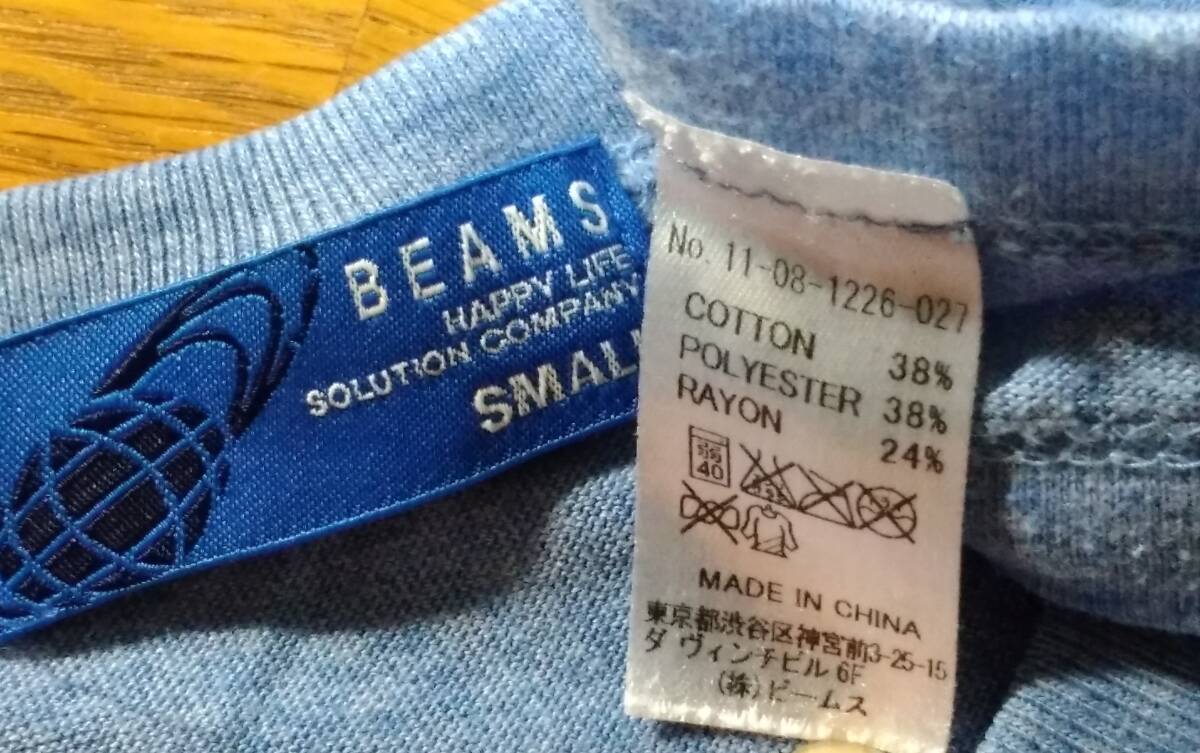 BEAMS
HAPPY LIFE
SOLUTION COMPANY
SMALL
No. 11-08-1226-027
COTTON 38%
POLYESTER 38%
RAYON 24%
弱
40
MADE IN CHINA
東京都渋谷区神宮前3-25-15
ダ ヴィンチビル 6F
(株)ビームス